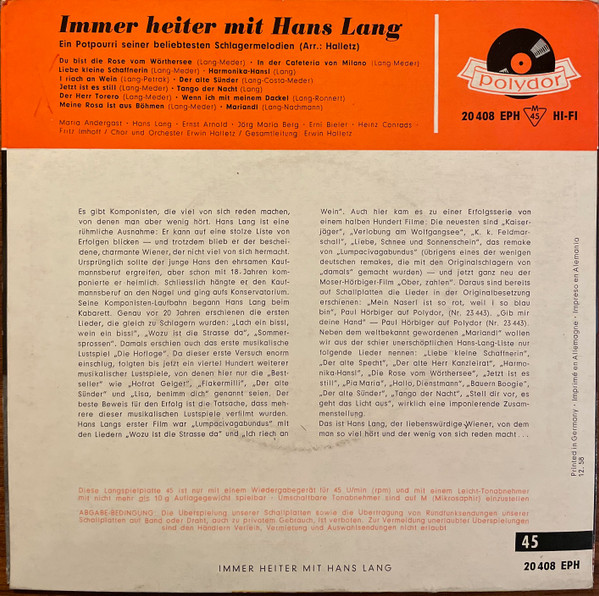 Immer heiter mit Hans Lang
Ein Potpourri seiner beliebtesten Schlagermelodien (Arr.: Halletz)
Du bist die Rose vom Wörthersee (Lang-Meder) · In der Cafeteria von Milano (Lang-Meder)
Liebe kleine Schaffnerin (Lang-Meder) · Harmonika-Hansl (Lang)
I riach an Wein (Lang-Petrak) · Der alte Sünder (Lang-Costa-Meder)
Jetzt ist es still (Lang-Meder) · Tango der Nacht (Lang)
Der Herr Torero (Lang-Meder) · Wenn ich mit meinem Dackel (Lang-Ronnert)
Meine Rosa ist aus Böhmen (Lang-Meder) · Mariandl (Lang-Nachmann)
Maria Andergast · Hans Lang · Ernst Arnold · Jörg Maria Berg · Erni Bieler · Heinz Conrads ·
Fritz Imhoff / Chor und Orchester Erwin Halletz / Gesamtleitung: Erwin Halletz
Polydor
20 408 EPH M 45 HI-FI
Es gibt Komponisten, die viel von sich reden machen,
von denen man aber wenig hört. Hans Lang ist eine
rühmliche Ausnahme: Er kann auf eine stolze Liste von
Erfolgen blicken — und trotzdem blieb er der beschei-
dene, charmante Wiener, der nicht viel von sich hermacht.
Ursprünglich sollte der junge Hans den ehrsamen Kauf-
mannsberuf ergreifen, aber schon mit 18 Jahren kom-
ponierte er heimlich. Schliesslich hängte er den Kauf-
mannsberuf an den Nagel und ging aufs Konservatorium.
Seine Komponisten-Laufbahn begann Hans Lang beim
Kabarett. Genau vor 20 Jahren erschienen die ersten
Lieder, die gleich zu Schlagern wurden: „Lach ein bissl,
wein ein bissl", „Wozu ist die Strasse da", „Sommer-
sprossen". Damals erschien auch das erste musikalische
Lustspiel „Die Hofloge". Da dieser erste Versuch enorm
einschlug, folgten bis jetzt ein viertel Hundert weiterer
musikalischer Lustspiele, von denen hier nur die "Best-
seller" wie „Hofrat Geiger", „Fiakermilli", „Der alte
Sünder" und „Lisa, benimm dich" genannt seien. Der
beste Beweis für den Erfolg ist die Tatsache, dass meh-
rere dieser musikalischen Lustspiele verfilmt wurden.
Hans Langs erster Film war „Lumpacivagabundus" mit
den Liedern „Wozu ist die Strasse da" und „Ich riech an
Wein". Auch hier kam es zu einer Erfolgsserie von
einem halben Hundert Filme: Die neuesten sind „Kaiser-
jäger", „Verlobung am Wolfgangsee", „K. k. Feldmar-
schall", „Liebe, Schnee und Sonnenschein", das remake
von „Lumpacivagabundus" (übrigens eines der wenigen
deutschen remakes, die mit den Originalschlagern von
„damals" gemacht wurden) — und jetzt ganz neu der
Moser-Hörbiger-Film „Ober, zahlen". Daraus sind bereits
auf Schallplatten die Lieder in der Originalbesetzung
erschienen: „Mein Naserl ist so rot, weil I so blau
bin", Paul Hörbiger auf Polydor, (Nr. 23 443). „Gib mir
deine Hand" — Paul Hörbiger auf Polydor (Nr. 23 443).
Neben dem weltbekannt gewordenen "Mariandl" wollen
wir aus der schier unerschöpflichen Hans-Lang-Liste nur
folgende Lieder nennen: „Liebe kleine Schaffnerin",
„Der alte Specht", „Der alte Herr Kanzleirat", „Harmo-
nika-Hansl", „Die Rose vom Wörthersee", „Jetzt ist es
still", „Pia Maria", „Hallo, Dienstmann", „Bauern Boogie",
„Der alte Sünder", „Tango der Nacht", „Stell dir vor, es
geht das Licht aus", wirklich eine imponierende Zusam-
menstellung.
Das ist Hans Lang, der liebenswürdige Wiener, von dem
man so viel hört und der wenig von sich reden macht . . .
Printed in Germany · Imprimé en Allemagne · Impreso en Alemania
12. 58
Diese Langspielplatte 45 ist nur mit einem Wiedergabegerät für 45 U/min (rpm) und mit einem Leicht-Tonabnehmer
mit nicht mehr als 10 g Auflagegewicht spielbar · Umschaltbare Tonabnehmer sind auf M (Mikrosaphir) einzustellen
ABGABE-BEDINGUNG: Die Überspielung unserer Schallplatten sowie die Übertragung von Rundfunksendungen unserer
Schallplatten auf Band oder Draht, auch zu privatem Gebrauch, ist verboten. Zur Vermeidung unerlaubter Überspielungen
sind den Händlern Verleih, Vermietung und Auswahlsendungen nicht erlaubt
45
20 408 EPH
IMMER HEITER MIT HANS LANG